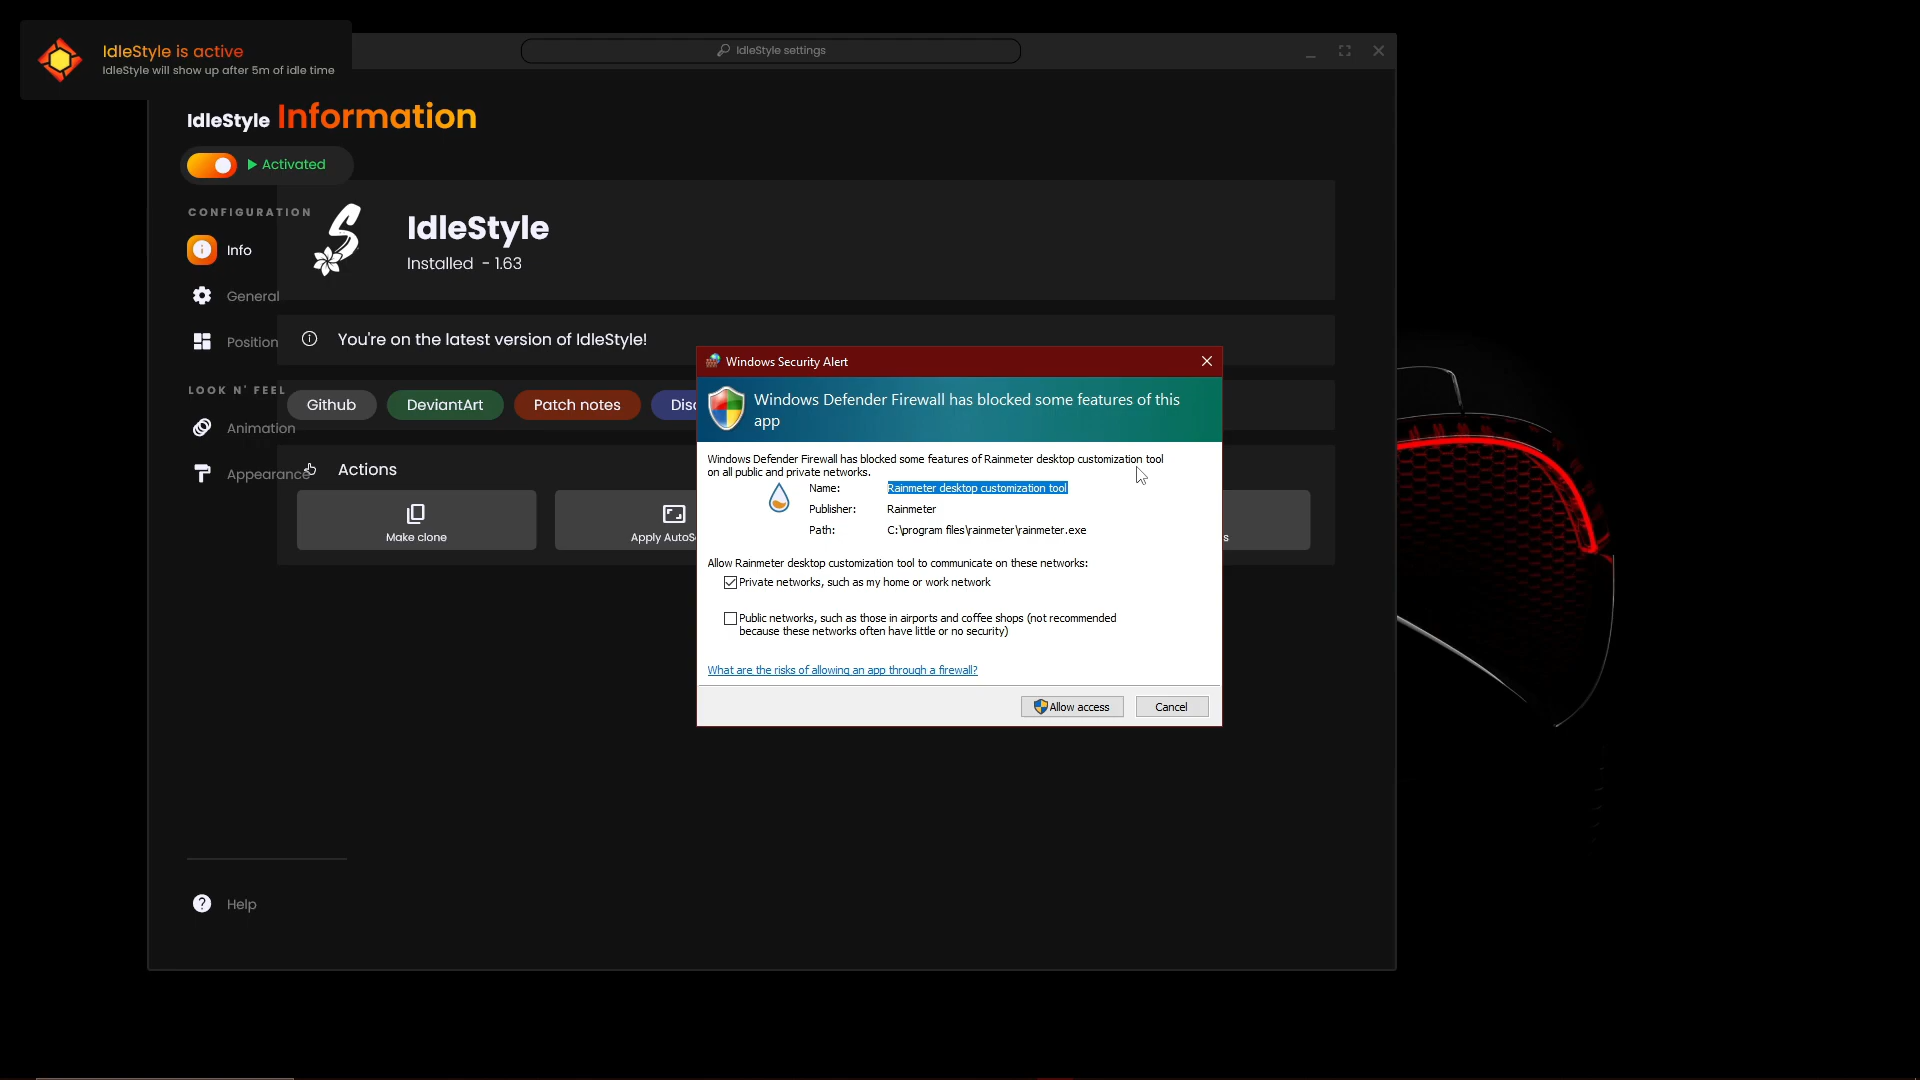 IdleStyle is active
IdleStyle will show up after 5m of idle time
IdleStyle settings
IdleStyle Information
Activated
CONFIGURATION
Info
General
Position
LOOK N' FEEL
Animation
Appearance
Help
IdleStyle
Installed - 1.63
You're on the latest version of IdleStyle!
Github
DeviantArt
Patch notes
Disc
Actions
Make clone
Apply AutoS
s
Windows Security Alert
Windows Defender Firewall has blocked some features of this
app
Windows Defender Firewall has blocked some features of Rainmeter desktop customization tool
on all public and private networks.
Name: Rainmeter desktop customization tool
Publisher: Rainmeter
Path: C:\program files\rainmeter\rainmeter.exe
Allow Rainmeter desktop customization tool to communicate on these networks:
Private networks, such as my home or work network
Public networks, such as those in airports and coffee shops (not recommended
because these networks often have little or no security)
What are the risks of allowing an app through a firewall?
Allow access
Cancel